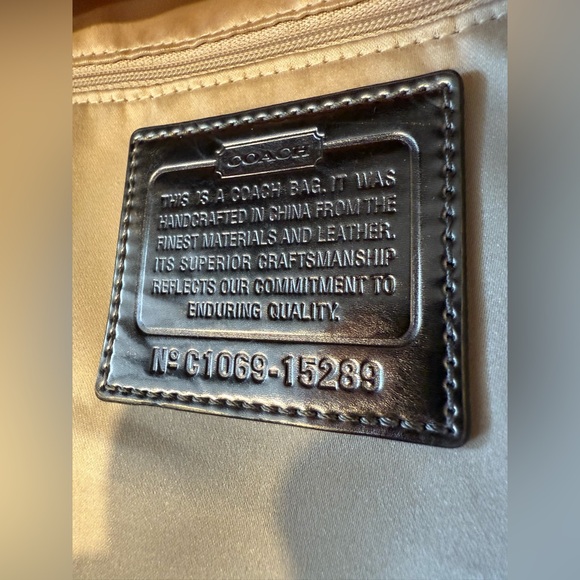 COACH
THIS IS A COACH BAG. IT WAS
HANDCRAFTED IN CHINA FROM THE
FINEST MATERIALS AND LEATHER.
ITS SUPERIOR CRAFTSMANSHIP
REFLECTS OUR COMMITMENT TO
ENDURING QUALITY.
Nº C1069-15289